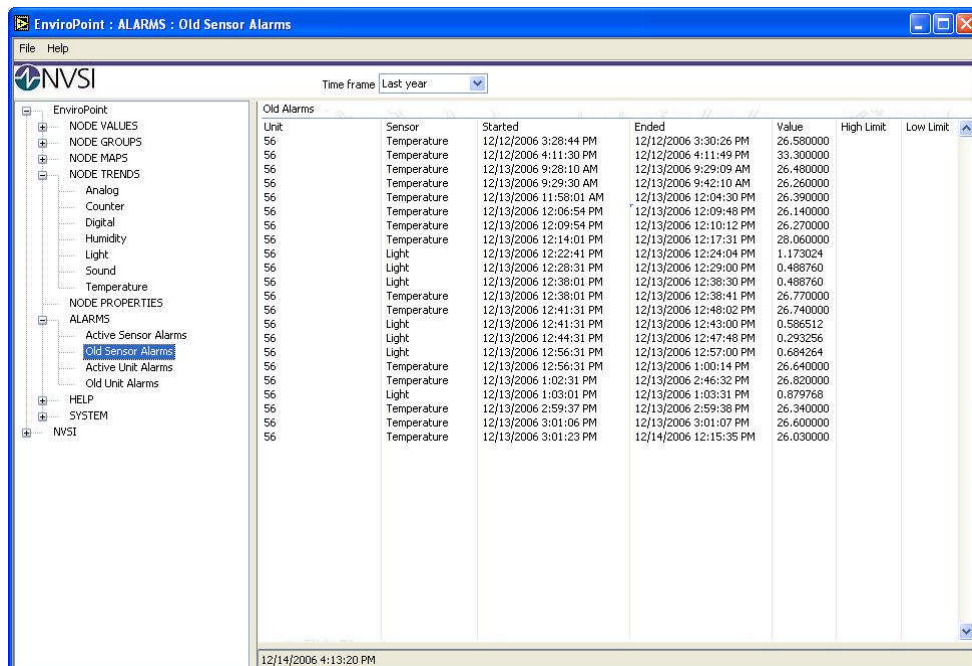 EnviroPoint : ALARMS : Old Sensor Alarms
File Help
NVSI
Time frame Last year
EnviroPoint
NODE VALUES
NODE GROUPS
NODE MAPS
NODE TRENDS
Analog
Counter
Digital
Humidity
Light
Sound
Temperature
NODE PROPERTIES
ALARMS
Active Sensor Alarms
Old Sensor Alarms
Active Unit Alarms
Old Unit Alarms
HELP
SYSTEM
NVSI
Old Alarms
Unit Sensor Started Ended Value High Limit Low Limit
56 Temperature 12/12/2006 3:28:44 PM 12/12/2006 3:30:26 PM 26.580000
56 Temperature 12/12/2006 4:11:30 PM 12/12/2006 4:11:49 PM 33.300000
56 Temperature 12/13/2006 9:28:10 AM 12/13/2006 9:29:09 AM 26.480000
56 Temperature 12/13/2006 9:29:30 AM 12/13/2006 9:42:10 AM 26.260000
56 Temperature 12/13/2006 11:58:01 AM 12/13/2006 12:04:30 PM 26.390000
56 Temperature 12/13/2006 12:06:54 PM 12/13/2006 12:09:48 PM 26.140000
56 Temperature 12/13/2006 12:09:54 PM 12/13/2006 12:10:12 PM 26.270000
56 Temperature 12/13/2006 12:14:01 PM 12/13/2006 12:17:31 PM 28.060000
56 Light 12/13/2006 12:22:41 PM 12/13/2006 12:24:04 PM 1.173024
56 Light 12/13/2006 12:28:31 PM 12/13/2006 12:29:00 PM 0.488760
56 Light 12/13/2006 12:38:01 PM 12/13/2006 12:38:30 PM 0.488760
56 Temperature 12/13/2006 12:38:01 PM 12/13/2006 12:38:41 PM 26.770000
56 Temperature 12/13/2006 12:41:31 PM 12/13/2006 12:48:02 PM 26.740000
56 Light 12/13/2006 12:41:31 PM 12/13/2006 12:43:00 PM 0.586512
56 Light 12/13/2006 12:44:31 PM 12/13/2006 12:47:48 PM 0.293256
56 Light 12/13/2006 12:56:31 PM 12/13/2006 12:57:00 PM 0.684264
56 Temperature 12/13/2006 12:56:31 PM 12/13/2006 1:00:14 PM 26.640000
56 Temperature 12/13/2006 1:02:31 PM 12/13/2006 2:46:32 PM 26.820000
56 Light 12/13/2006 1:03:01 PM 12/13/2006 1:03:31 PM 0.879768
56 Temperature 12/13/2006 2:59:37 PM 12/13/2006 2:59:38 PM 26.340000
56 Temperature 12/13/2006 3:01:06 PM 12/13/2006 3:01:07 PM 26.600000
56 Temperature 12/13/2006 3:01:23 PM 12/14/2006 12:15:35 PM 26.030000
12/14/2006 4:13:20 PM